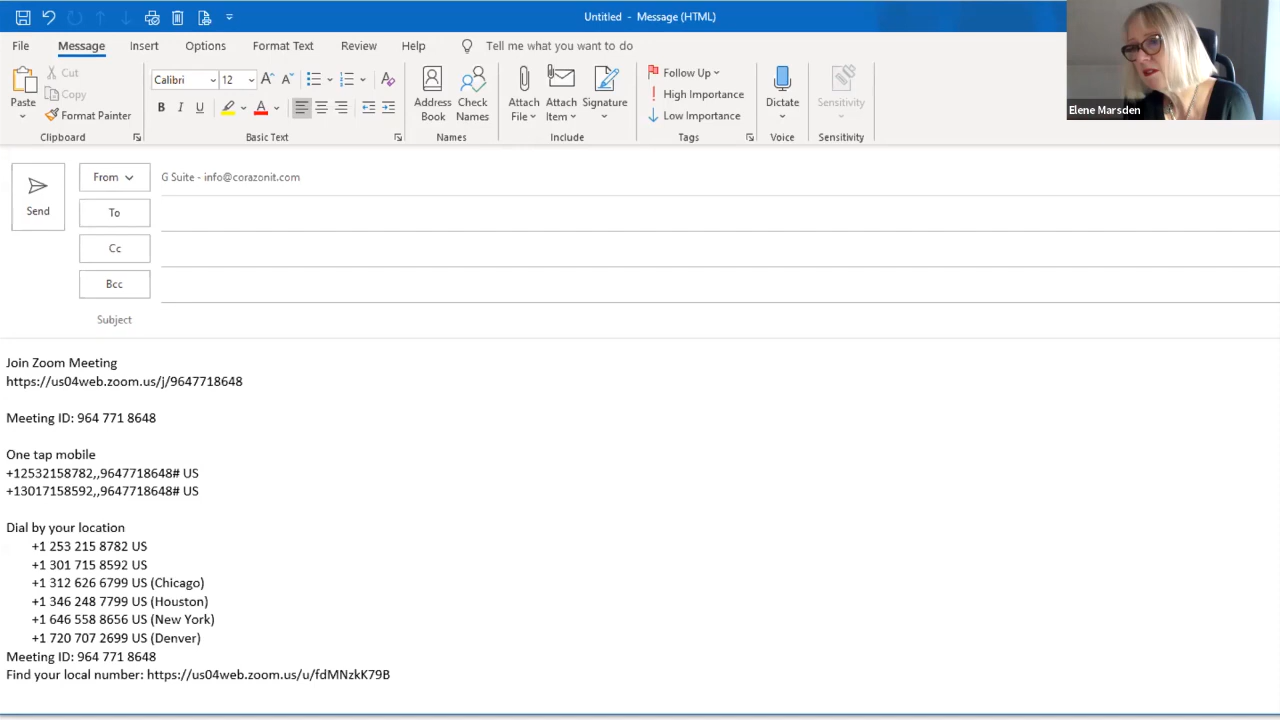 Untitled - Message (HTML)
File Message Insert Options Format Text Review Help Tell me what you want to do
Paste
Cut
Copy
Format Painter
Clipboard
Calibri 12
B I U A
Basic Text
Address Book
Check Names
Names
Attach File
Attach Item
Signature
Include
Follow Up
High Importance
Low Importance
Tags
Dictate
Voice
Sensitivity
Sensitivity
Elene Marsden
Send
From G Suite - info@corazonit.com
To
Cc
Bcc
Subject
Join Zoom Meeting
https://us04web.zoom.us/j/9647718648
Meeting ID: 964 771 8648
One tap mobile
+12532158782,,9647718648# US
+13017158592,,9647718648# US
Dial by your location
+1 253 215 8782 US
+1 301 715 8592 US
+1 312 626 6799 US (Chicago)
+1 346 248 7799 US (Houston)
+1 646 558 8656 US (New York)
+1 720 707 2699 US (Denver)
Meeting ID: 964 771 8648
Find your local number: https://us04web.zoom.us/u/fdMNzkK79B